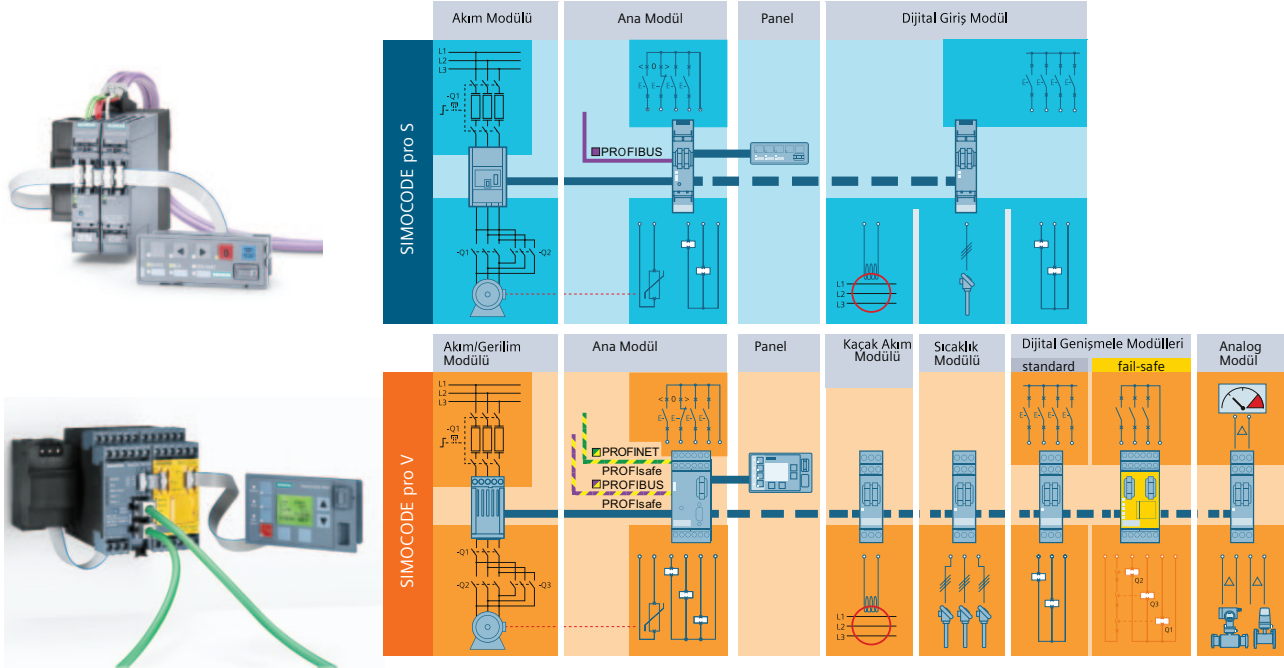 Akım Modülü
Ana Modül
Panel
Dijital Giriş Modül
SIMOCODE pro S
L1
L2
L3
-Q1
< 0 >
E-
E-
E-
E-
E-
E-
E-
E-
PROFIBUS
-Q1
-Q2
L1
L2
L3
Akım/Gerilim
Modülü
Ana Modül
Panel
Kaçak Akım
Modülü
Sıcaklık
Modülü
Dijital Genişmele Modülleri
standard
fail-safe
Analog
Modül
SIMOCODE pro V
L1
L2
L3
-Q1
< 0 >
E-
E-
E-
E-
E-
E-
E-
E-
PROFINET
PROFIsafe
PROFIBUS
PROFIsafe
-Q1
-Q2
-Q3
L1
L2
L3
Q2
Q3
Q1